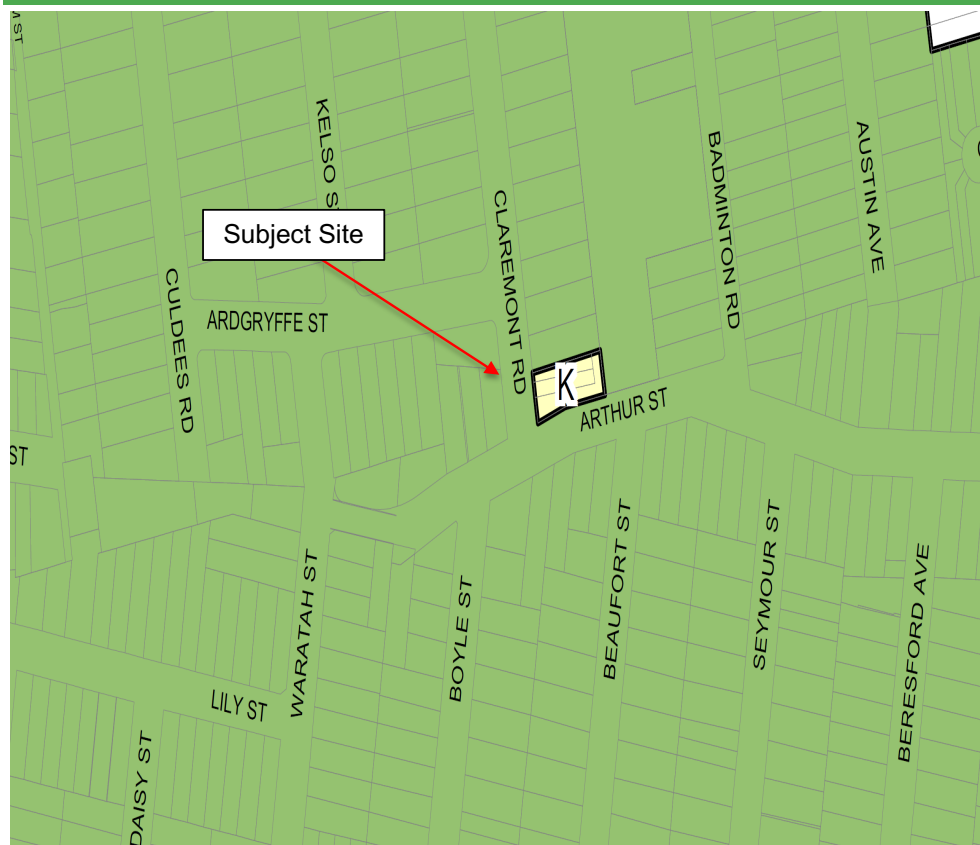 KELSO S
CLAREMONT RD
BADMINTON RD
AUSTIN AVE
Subject Site
CULDEES RD
ARDGRYFFE ST
K
ARTHUR ST
ST
WARATAH ST
BOYLE ST
BEAUFORT ST
SEYMOUR ST
BERESFORD AVE
LILY ST
DAISY ST